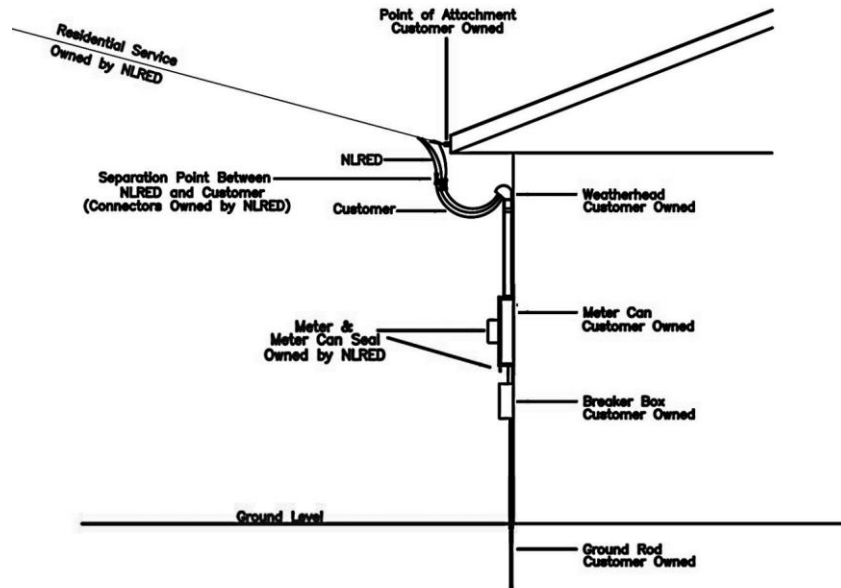 Point of Attachment
Customer Owned
Residential Service
Owned by NLRED
NLRED
Separation Point Between
NLRED and Customer
(Connectors Owned by NLRED)
Customer
Weatherhead
Customer Owned
Meter Can
Customer Owned
Meter &
Meter Can Seal
Owned by NLRED
Breaker Box
Customer Owned
Ground Level
Ground Rod
Customer Owned